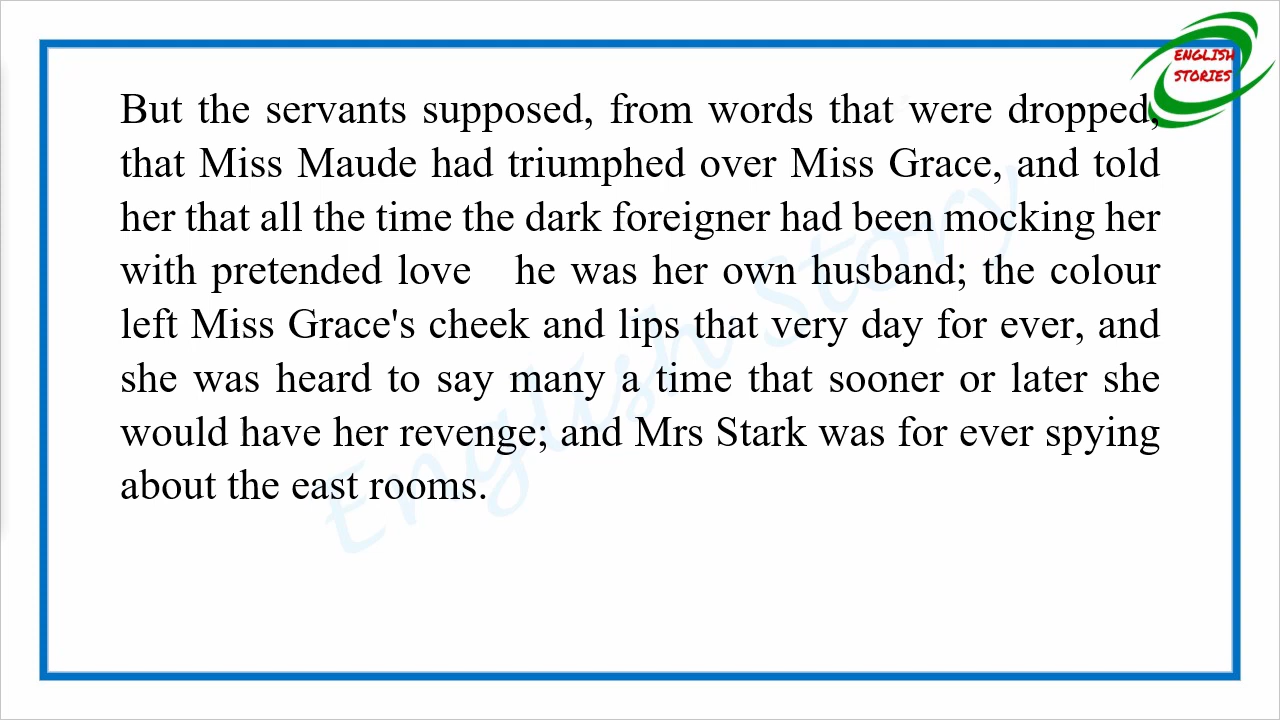 ENGLISH
STORIES
But the servants supposed, from words that were dropped,
that Miss Maude had triumphed over Miss Grace, and told
her that all the time the dark foreigner had been mocking her
with pretended love   he was her own husband; the colour
left Miss Grace's cheek and lips that very day for ever, and
she was heard to say many a time that sooner or later she
would have her revenge; and Mrs Stark was for ever spying
about the east rooms.
English Story